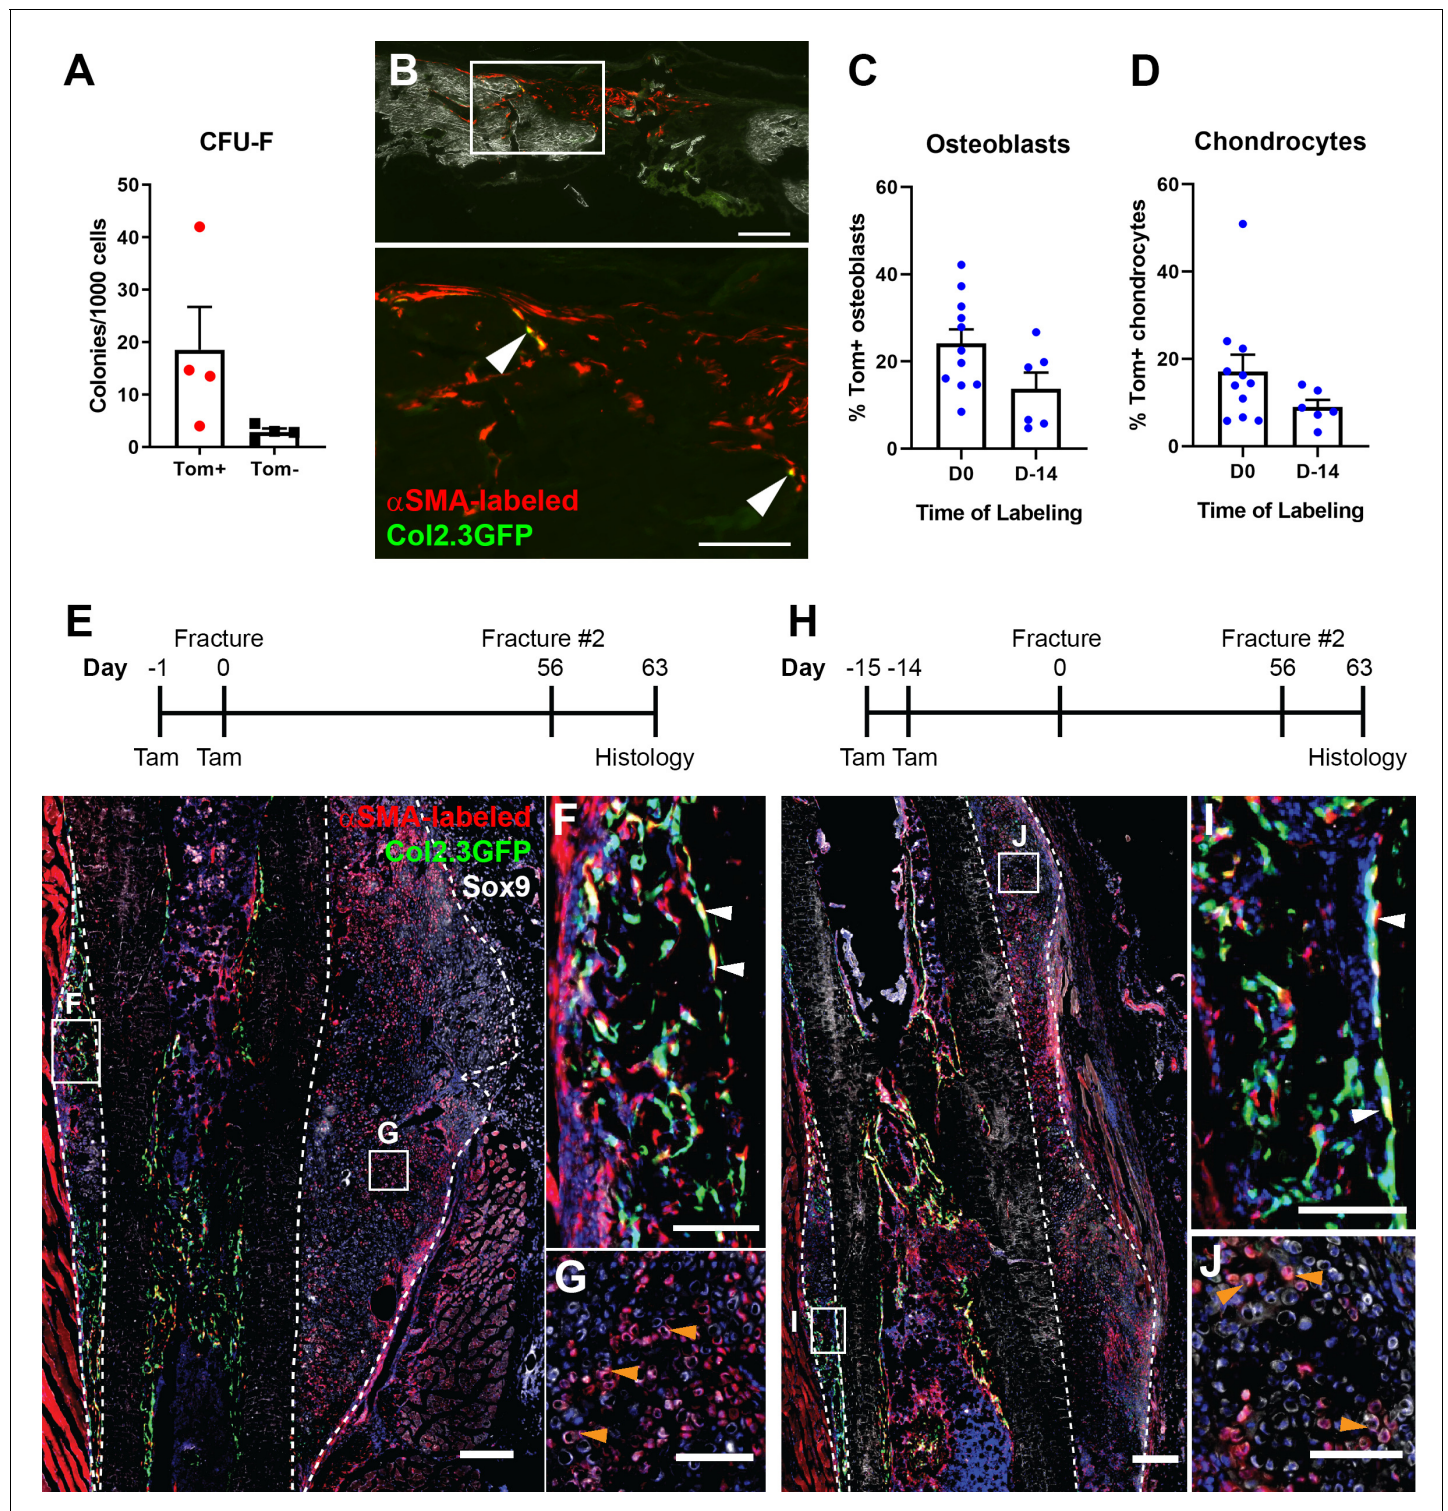 A
CFU-F
Colonies/1000 cells
50
40
30
20
10
0
Tom+ Tom-
B
αSMA-labeled
Col2.3GFP
C
Osteoblasts
% Tom+ osteoblasts
60
40
20
0
D0 D-14
Time of Labeling
D
Chondrocytes
% Tom+ chondrocytes
60
40
20
0
D0 D-14
Time of Labeling
E
Fracture Fracture #2
Day -1 0 56 63
Tam Tam Histology
αSMA-labeled
Col2.3GFP
Sox9
F
G
F
G
H
Fracture Fracture #2
Day -15 -14 0 56 63
Tam Tam Histology
J
I
I
J